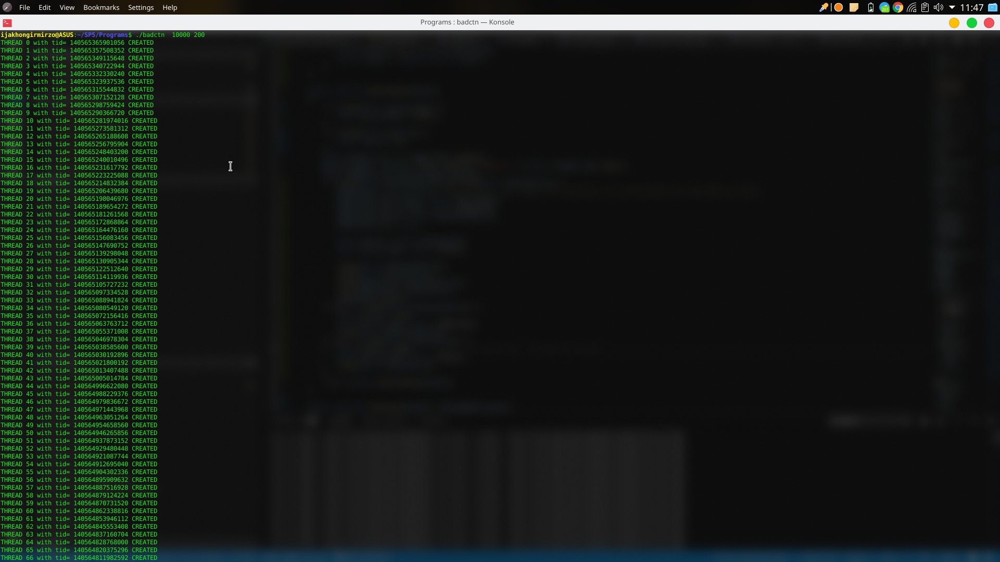 File Edit View Bookmarks Settings Help
261
11:47
Programs : badctn — Konsole
ijakhongirmirzo@ASUS:~/SP5/Programs$ ./badctn  10000 200
THREAD 0 with tid= 140565365901056 CREATED
THREAD 1 with tid= 140565357508352 CREATED
THREAD 2 with tid= 140565349115648 CREATED
THREAD 3 with tid= 140565340722944 CREATED
THREAD 4 with tid= 140565332330240 CREATED
THREAD 5 with tid= 140565323937536 CREATED
THREAD 6 with tid= 140565315544832 CREATED
THREAD 7 with tid= 140565307152128 CREATED
THREAD 8 with tid= 140565298759424 CREATED
THREAD 9 with tid= 140565290366720 CREATED
THREAD 10 with tid= 140565281974016 CREATED
THREAD 11 with tid= 140565273581312 CREATED
THREAD 12 with tid= 140565265188608 CREATED
THREAD 13 with tid= 140565256795904 CREATED
THREAD 14 with tid= 140565248403200 CREATED
THREAD 15 with tid= 140565240010496 CREATED
THREAD 16 with tid= 140565231617792 CREATED
THREAD 17 with tid= 140565223225088 CREATED
THREAD 18 with tid= 140565214832384 CREATED
THREAD 19 with tid= 140565206439680 CREATED
THREAD 20 with tid= 140565198046976 CREATED
THREAD 21 with tid= 140565189654272 CREATED
THREAD 22 with tid= 140565181261568 CREATED
THREAD 23 with tid= 140565172868864 CREATED
THREAD 24 with tid= 140565164476160 CREATED
THREAD 25 with tid= 140565156083456 CREATED
THREAD 26 with tid= 140565147690752 CREATED
THREAD 27 with tid= 140565139298048 CREATED
THREAD 28 with tid= 140565130905344 CREATED
THREAD 29 with tid= 140565122512640 CREATED
THREAD 30 with tid= 140565114119936 CREATED
THREAD 31 with tid= 140565105727232 CREATED
THREAD 32 with tid= 140565097334528 CREATED
THREAD 33 with tid= 140565088941824 CREATED
THREAD 34 with tid= 140565080549120 CREATED
THREAD 35 with tid= 140565072156416 CREATED
THREAD 36 with tid= 140565063763712 CREATED
THREAD 37 with tid= 140565055371008 CREATED
THREAD 38 with tid= 140565046978304 CREATED
THREAD 39 with tid= 140565038585600 CREATED
THREAD 40 with tid= 140565030192896 CREATED
THREAD 41 with tid= 140565021800192 CREATED
THREAD 42 with tid= 140565013407488 CREATED
THREAD 43 with tid= 140565005014784 CREATED
THREAD 44 with tid= 140564996622080 CREATED
THREAD 45 with tid= 140564988229376 CREATED
THREAD 46 with tid= 140564979836672 CREATED
THREAD 47 with tid= 140564971443968 CREATED
THREAD 48 with tid= 140564963051264 CREATED
THREAD 49 with tid= 140564954658560 CREATED
THREAD 50 with tid= 140564946265856 CREATED
THREAD 51 with tid= 140564937873152 CREATED
THREAD 52 with tid= 140564929480448 CREATED
THREAD 53 with tid= 140564921087744 CREATED
THREAD 54 with tid= 140564912695040 CREATED
THREAD 55 with tid= 140564904302336 CREATED
THREAD 56 with tid= 140564895909632 CREATED
THREAD 57 with tid= 140564887516928 CREATED
THREAD 58 with tid= 140564879124224 CREATED
THREAD 59 with tid= 140564870731520 CREATED
THREAD 60 with tid= 140564862338816 CREATED
THREAD 61 with tid= 140564853946112 CREATED
THREAD 62 with tid= 140564845553408 CREATED
THREAD 63 with tid= 140564837160704 CREATED
THREAD 64 with tid= 140564828768000 CREATED
THREAD 65 with tid= 140564820375296 CREATED
THREAD 66 with tid= 140564811982592 CREATED